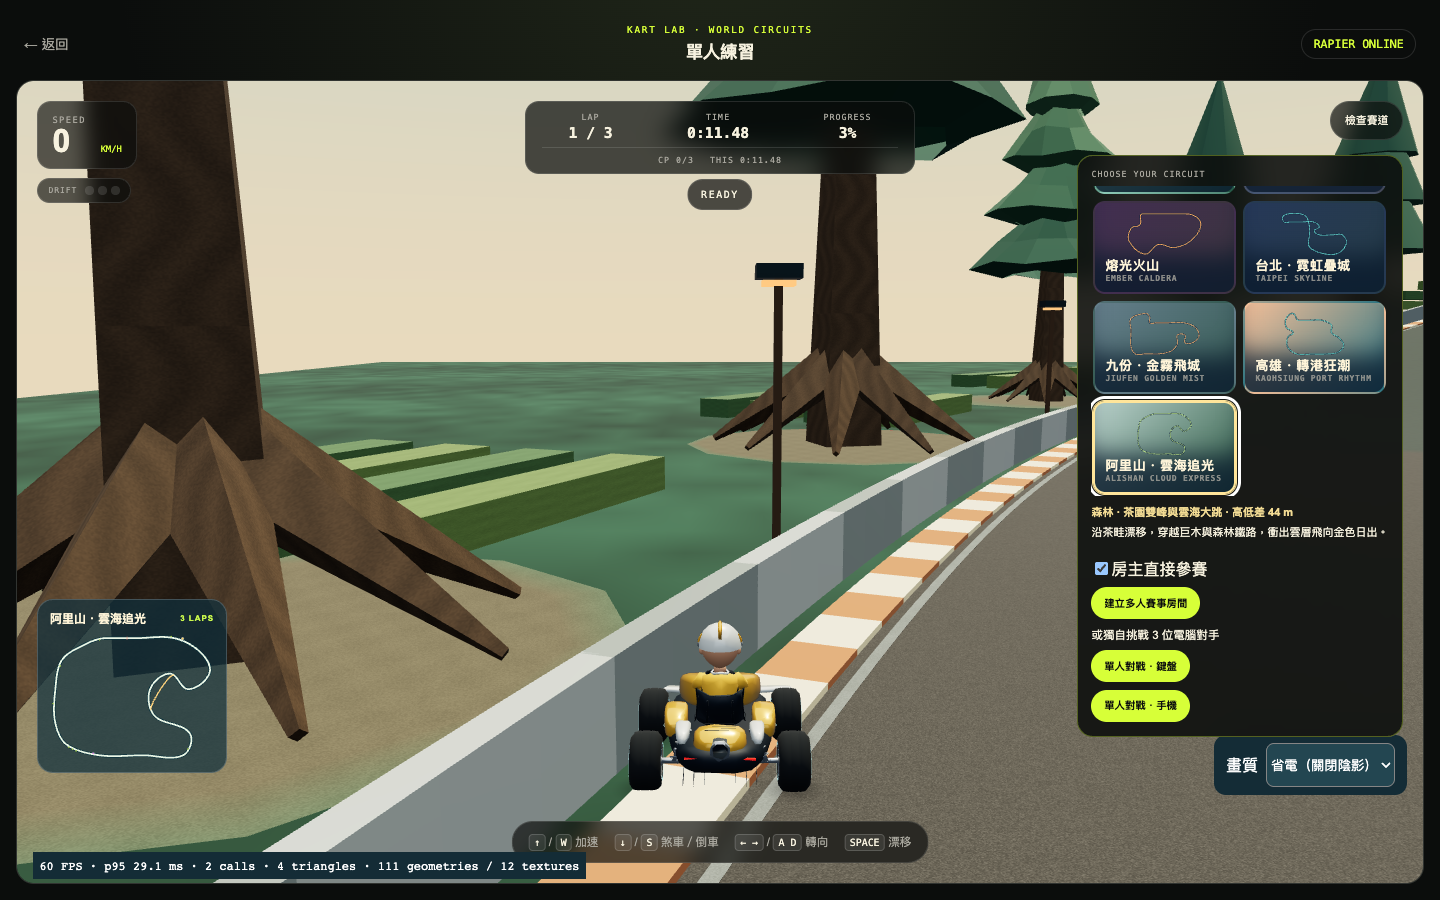 ← 返回
KART LAB · WORLD CIRCUITS
單人練習
RAPIER ONLINE
SPEED
0 KM/H
DRIFT
LAP TIME PROGRESS
1 / 3 0:11.48 3%
CP 0/3 THIS 0:11.48
READY
檢查賽道
CHOOSE YOUR CIRCUIT
熔光火山
EMBER CALDERA
台北 · 霓虹疊城
TAIPEI SKYLINE
九份 · 金霧飛城
JIUFEN GOLDEN MIST
高雄 · 轉港狂潮
KAOHSIUNG PORT RHYTHM
阿里山 · 雲海追光
ALISHAN CLOUD EXPRESS
森林 · 茶園雙峰與雲海大跳 · 高低差 44 m
沿茶畦漂移，穿越巨木與森林鐵路，衝出雲層飛向金色日出。
房主直接參賽
建立多人賽事房間
或獨自挑戰 3 位電腦對手
單人對戰 · 鍵盤
單人對戰 · 手機
畫質 省電（關閉陰影）
阿里山 · 雲海追光 3 LAPS
↑ / W 加速 ↓ / S 煞車 / 倒車 ← → / A D 轉向 SPACE 漂移
60 FPS · p95 29.1 ms · 2 calls · 4 triangles · 111 geometries / 12 textures